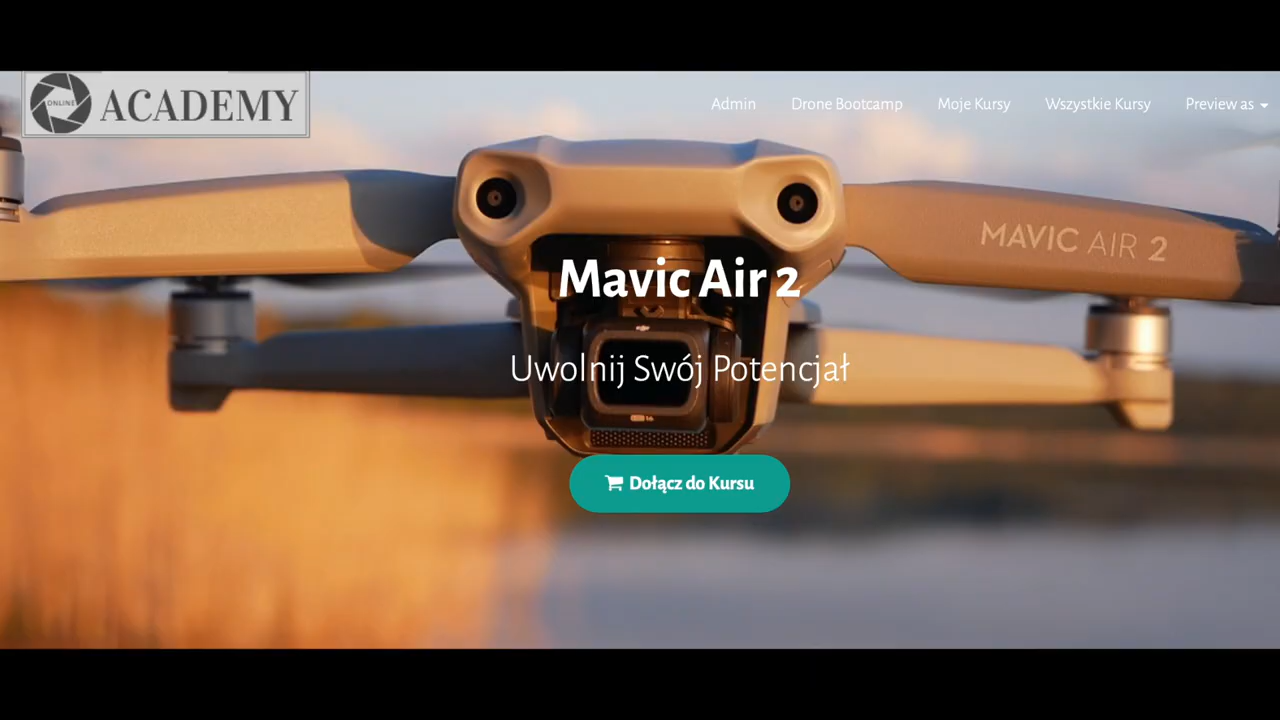 ONLINE ACADEMY
Admin Drone Bootcamp Moje Kursy Wszystkie Kursy Preview as
MAVIC AIR 2
Mavic Air 2
Uwolnij Swój Potencjał
dji
Dołącz do Kursu